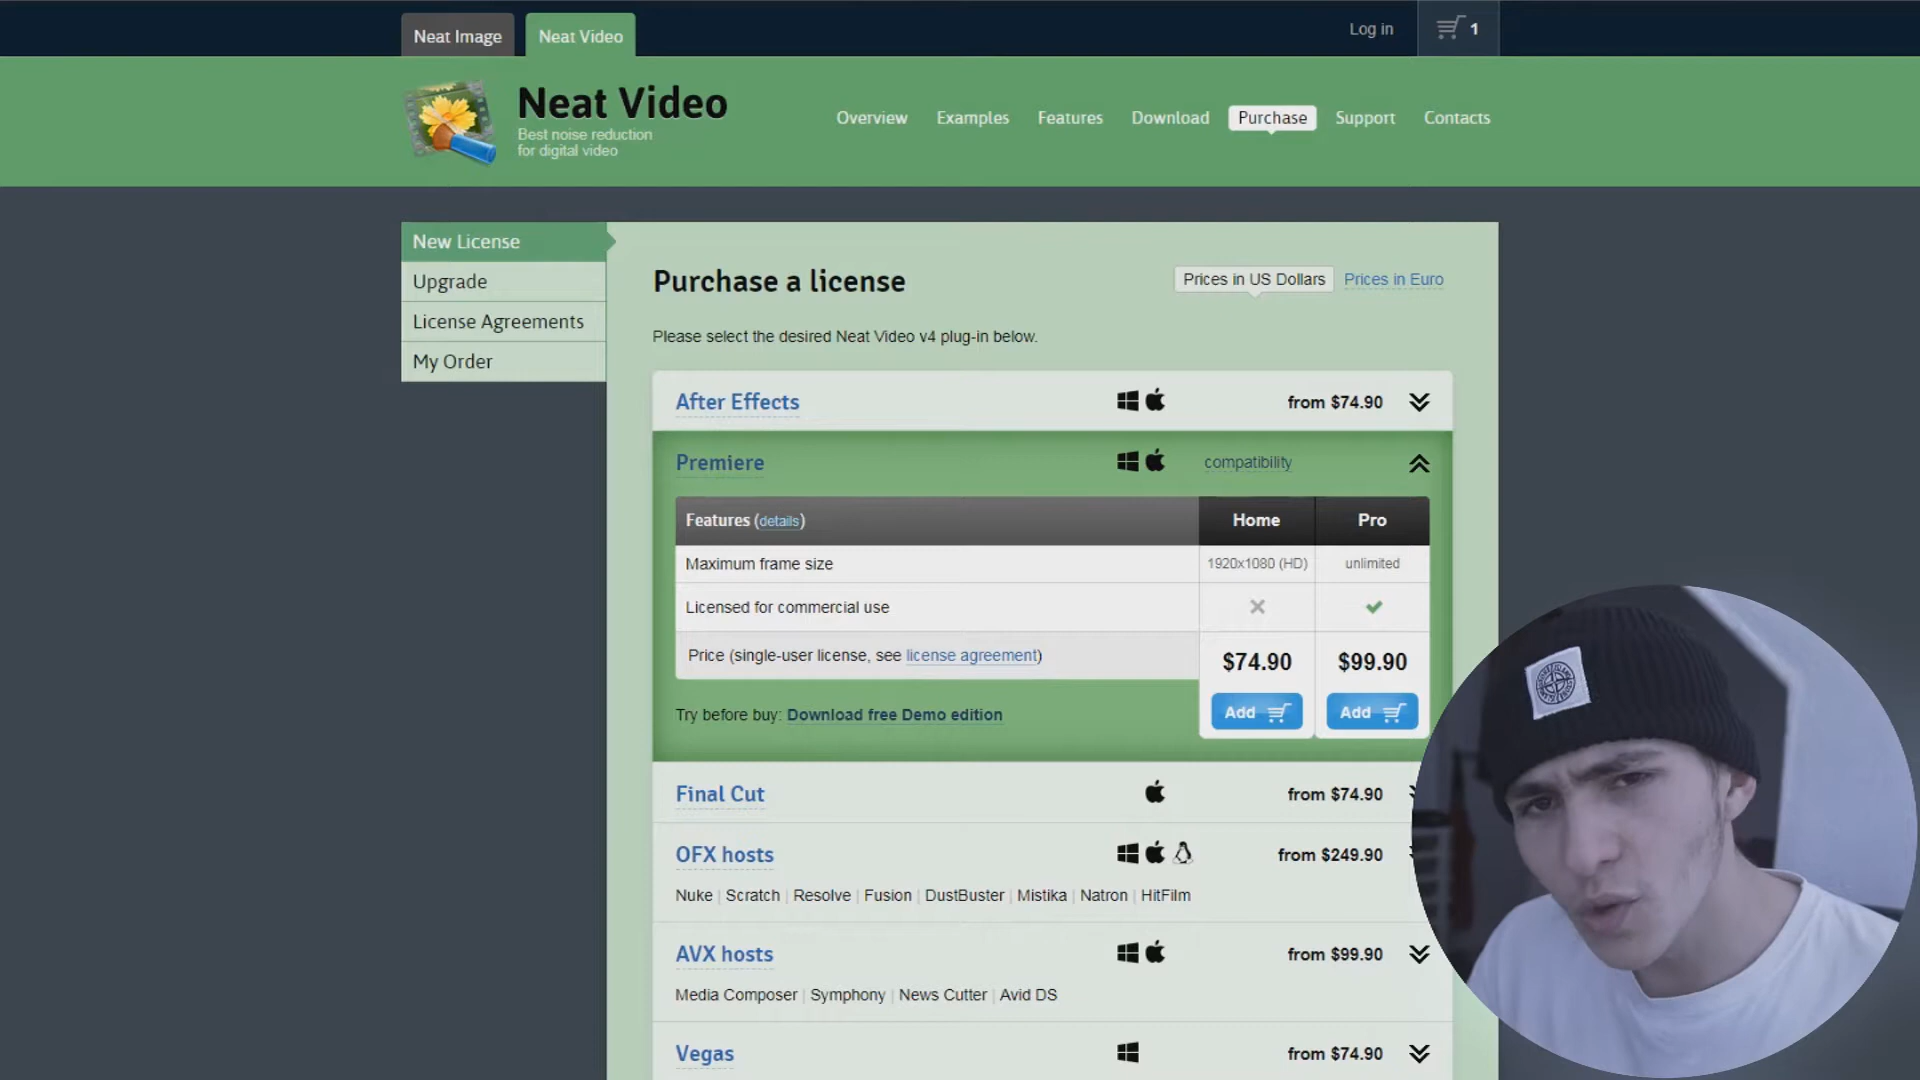 Neat Image
Neat Video
Log in
1
Neat Video
Best noise reduction
for digital video
Overview
Examples
Features
Download
Purchase
Support
Contacts
New License
Upgrade
License Agreements
My Order
Purchase a license
Prices in US Dollars
Prices in Euro
Please select the desired Neat Video v4 plug-in below.
After Effects
from $74.90
Premiere
compatibility
Features (details)
Home
Pro
Maximum frame size
1920x1080 (HD)
unlimited
Licensed for commercial use
Price (single-user license, see license agreement)
$74.90
$99.90
Add
Add
Try before buy: Download free Demo edition
Final Cut
from $74.90
OFX hosts
from $249.90
Nuke | Scratch | Resolve | Fusion | DustBuster | Mistika | Natron | HitFilm
AVX hosts
from $99.90
Media Composer | Symphony | News Cutter | Avid DS
Vegas
from $74.90